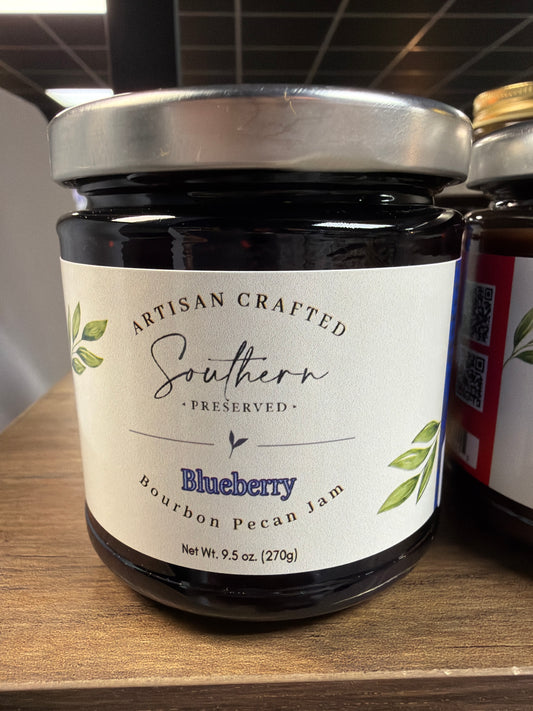 ARTISAN CRAFTED
Southern
• PRESERVED •
Blueberry
Bourbon Pecan Jam
Net Wt. 9.5 oz. (270g)